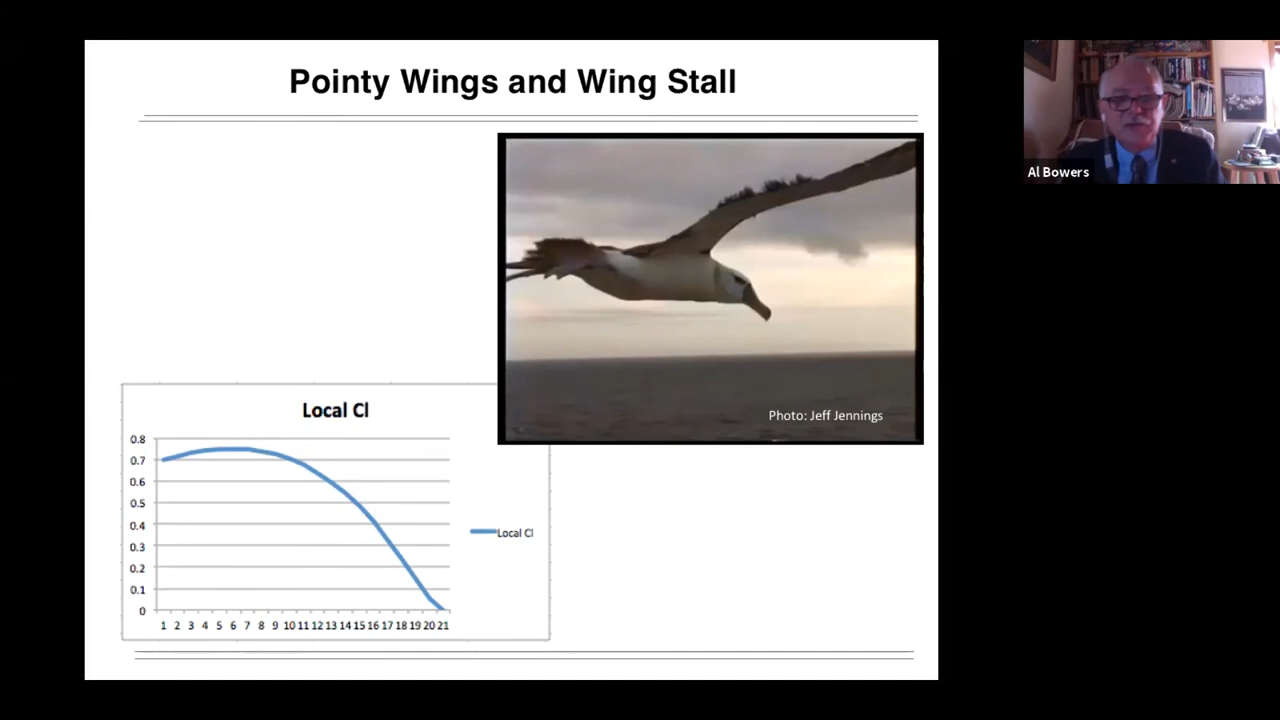 Pointy Wings and Wing Stall
Al Bowers
Photo: Jeff Jennings
Local Cl
0.8
0.7
0.6
0.5
0.4
0.3
0.2
0.1
0
Local Cl
1 2 3 4 5 6 7 8 9 10 11 12 13 14 15 16 17 18 19 20 21